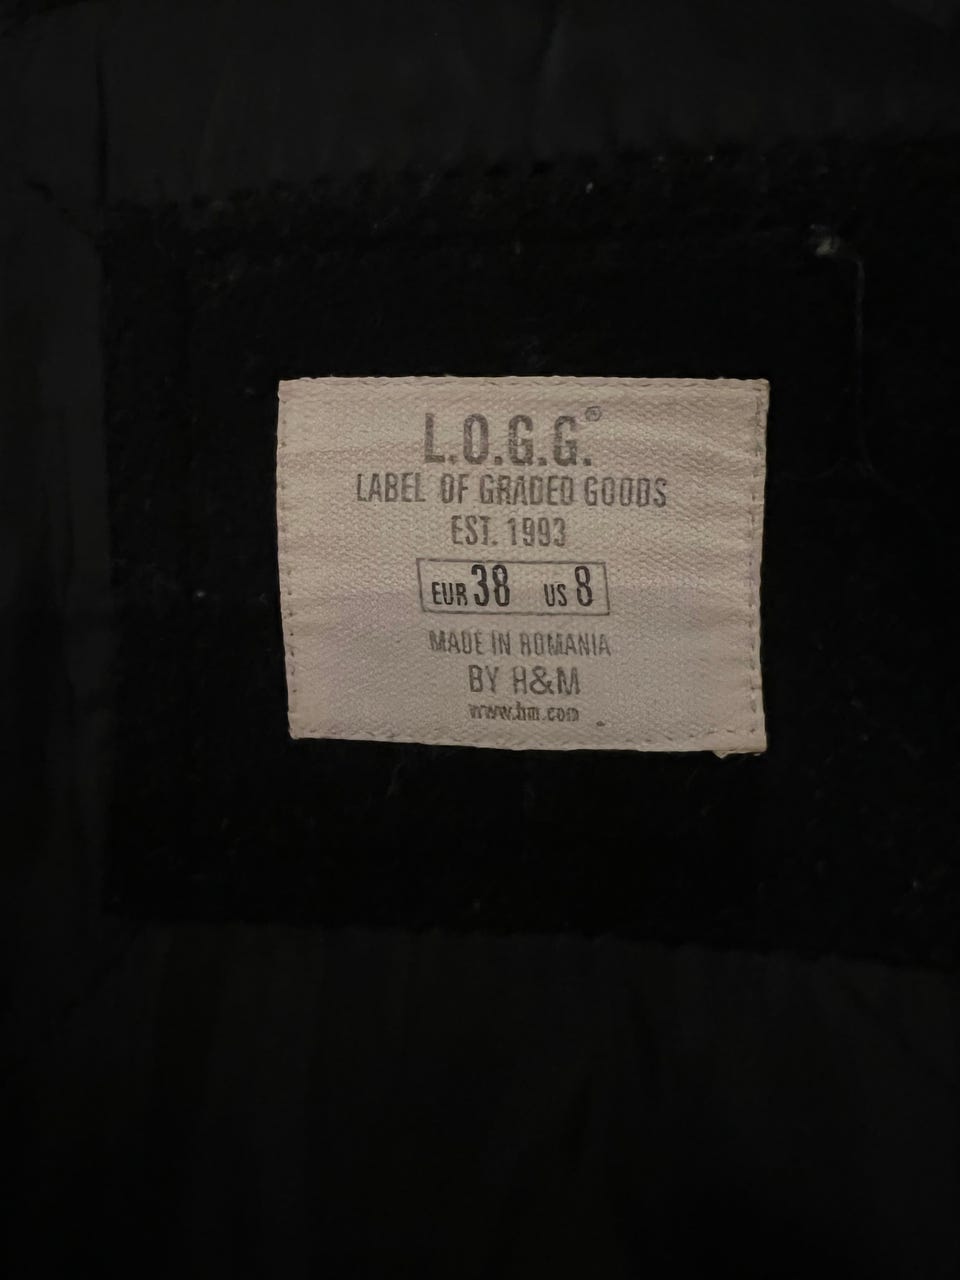 L.O.G.G.®
LABEL OF GRADED GOODS
EST. 1993
EUR 38 US 8
MADE IN ROMANIA
BY H&M
www.hm.com